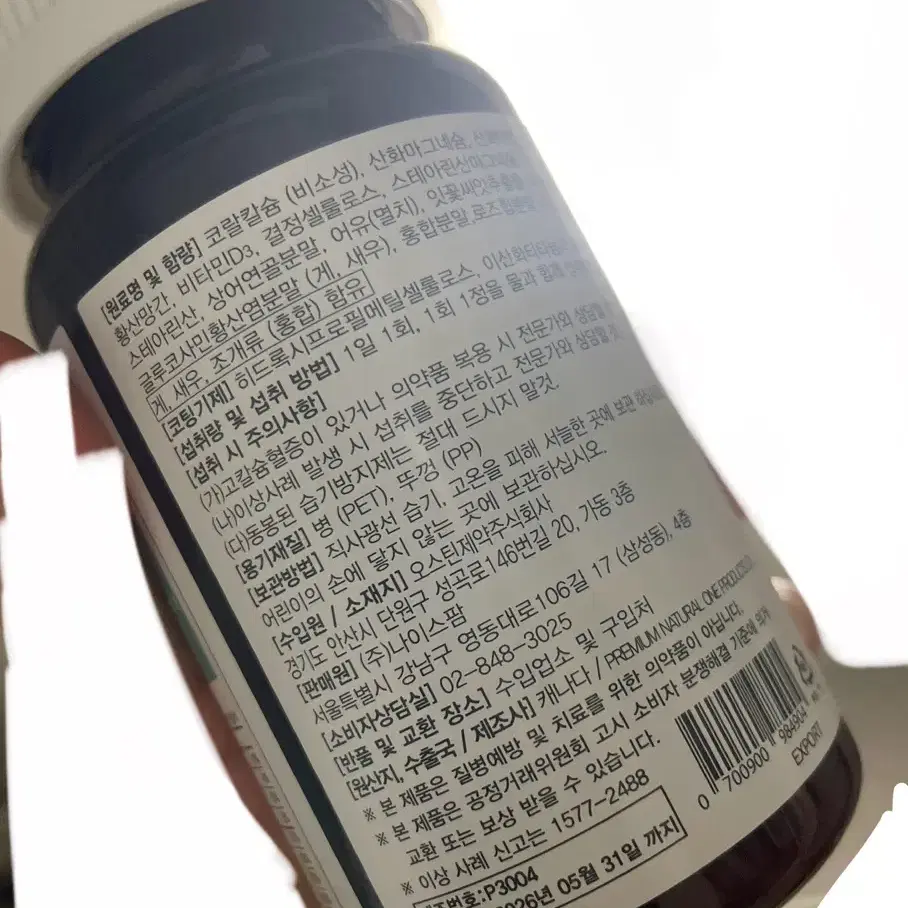 [원료명 및 함량] 코랄칼슘 (비소성), 산화마그네슘,
황산망간, 비타민D3, 결정셀룰로스, 스테아린산마그네슘
스테아린산, 상어연골분말, 어유(멸치), 잇꽃씨앗추출물
글루코사민황산염분말 (게, 새우), 홍합분말 로즈힙분말
게, 새우, 조개류 (홍합) 함유
[코팅기제] 히드록시프로필메틸셀룰로스, 이산화티타늄
[섭취량 및 섭취 방법] 1일 1회, 1회 1정을 물과 함께
[섭취 시 주의사항]
(가)고칼슘혈증이 있거나 의약품 복용 시 전문가와 상담할
(나)이상사례 발생 시 섭취를 중단하고 전문가와 상담할
(다)동봉된 습기방지제는 절대 드시지 말것.
[용기재질] 병 (PET), 뚜껑 (PP)
[보관방법] 직사광선 습기, 고온을 피해 서늘한 곳에 보관
어린이의 손에 닿지 않는 곳에 보관하십시오.
[수입원 / 소재지] 오스틴제약주식회사
경기도 안산시 단원구 성곡로146번길 20, 가동 3층
[판매원] (주)나이스팜
서울특별시 강남구 영동대로106길 17 (삼성동), 4층
[소비자상담실] 02-848-3025
[반품 및 교환 장소] 수입업소 및 구입처
[원산지, 수출국 / 제조사] 캐나다 / PREMIUM NATURAL ONE PRODUCTS
※ 본 제품은 질병예방 및 치료를 위한 의약품이 아닙니다.
※ 본 제품은 공정거래위원회 고시 소비자 분쟁해결 기준에 의거
교환 또는 보상 받을 수 있습니다.
※ 이상 사례 신고는 1577-2488
제조번호:P3004
2026년 05월 31일 까지
0 700900 984904
EXPORT